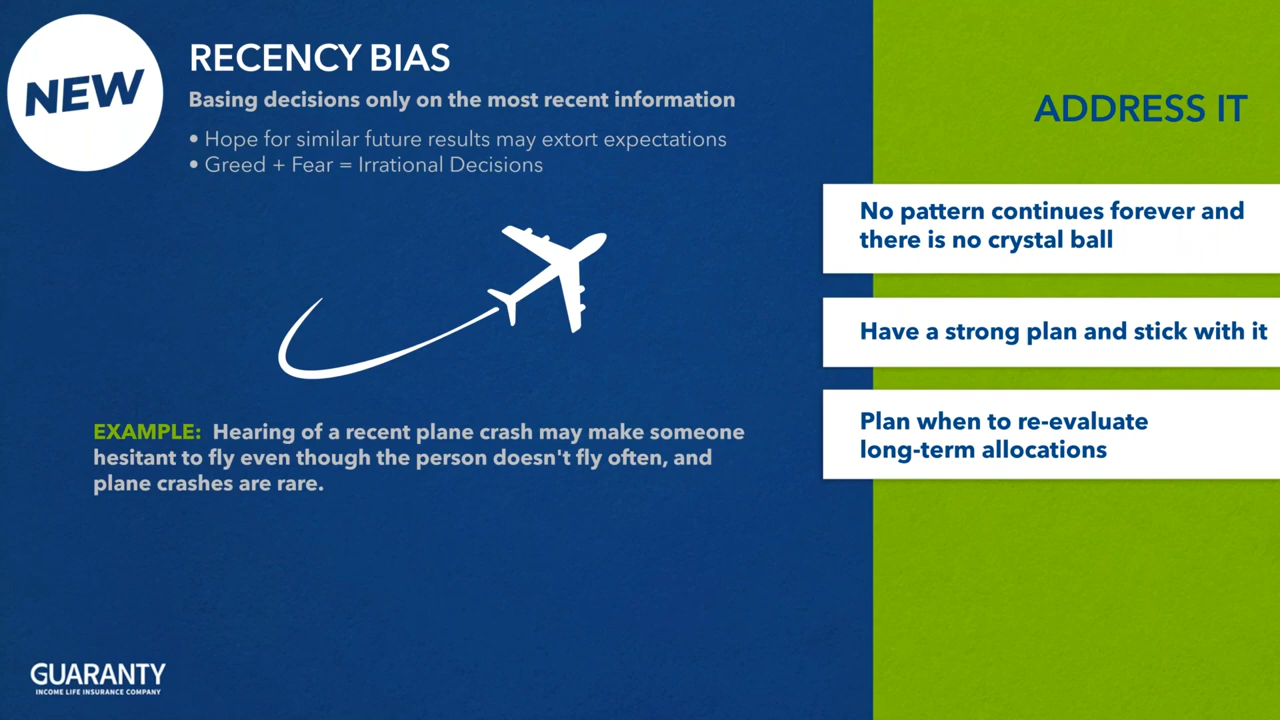 NEW
RECENCY BIAS
Basing decisions only on the most recent information
• Hope for similar future results may extort expectations
• Greed + Fear = Irrational Decisions
EXAMPLE: Hearing of a recent plane crash may make someone
hesitant to fly even though the person doesn't fly often, and
plane crashes are rare.
ADDRESS IT
No pattern continues forever and
there is no crystal ball
Have a strong plan and stick with it
Plan when to re-evaluate
long-term allocations
GUARANTY
INCOME LIFE INSURANCE COMPANY